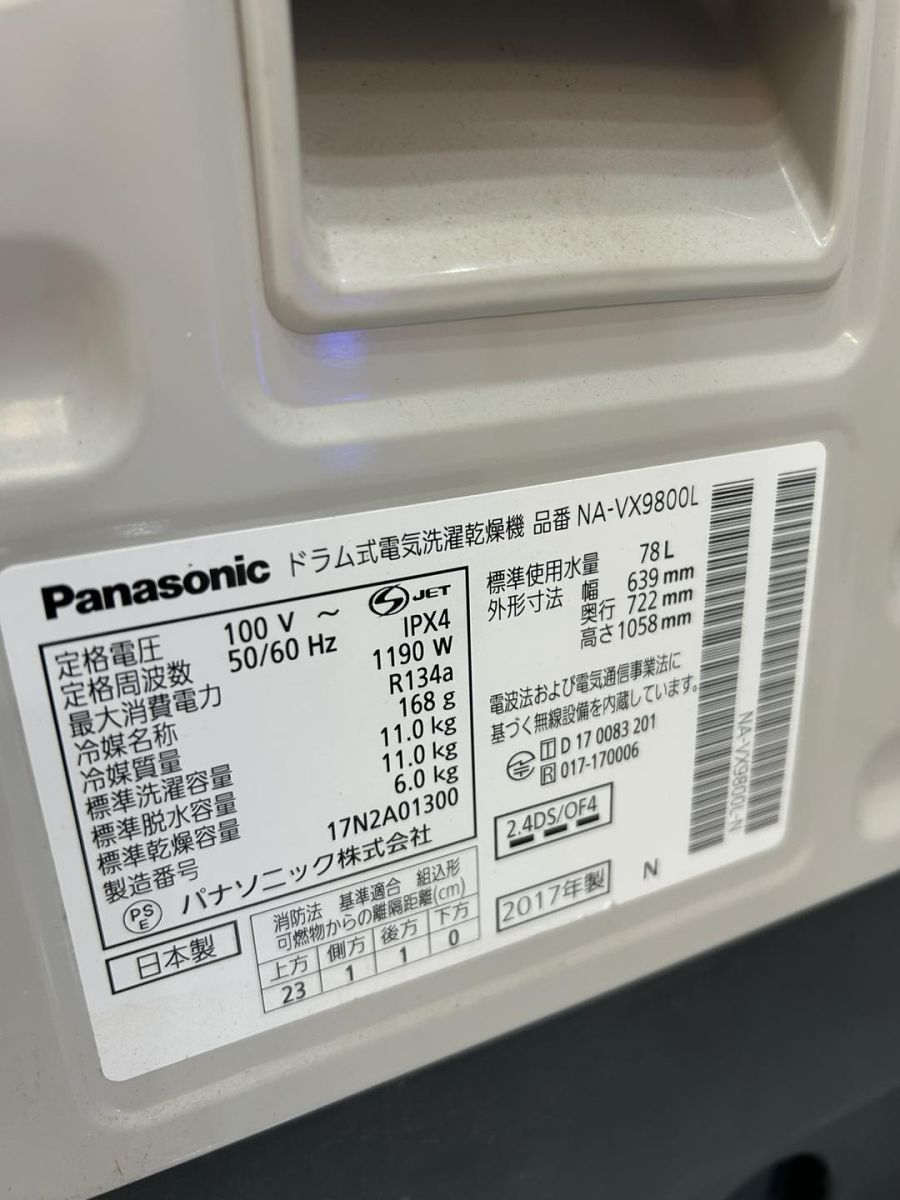 Panasonic ドラム式電気洗濯乾燥機 品番 NA-VX9800L
定格電圧 100 V ~ S JET
定格周波数 50/60 Hz IPX4
最大消費電力 1190 W
冷媒名称 R134a
冷媒質量 168 g
標準洗濯容量 11.0 kg
標準脱水容量 11.0 kg
標準乾燥容量 6.0 kg
製造番号 17N2A01300
PS E パナソニック株式会社
日本製
消防法 基準適合 組込形
可燃物からの離隔距離(cm)
上方 側方 後方 下方
23 1 1 0
標準使用水量 78 L
外形寸法 幅 639 mm
奥行 722 mm
高さ 1058 mm
電波法および電気通信事業法に
基づく無線設備を内蔵しています。
T D 17 0083 201
R 017-170006
2.4DS/OF4
2017年製 N
NA-VX9800L-N